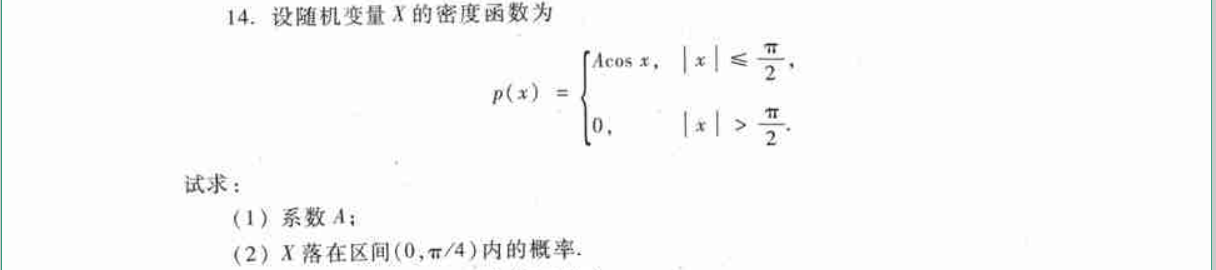 14. 设随机变量 X 的密度函数为
p(x) = { Acos x, |x| ≤ π/2,
0, |x| > π/2.
试求:
(1) 系数 A;
(2) X 落在区间(0,π/4)内的概率.